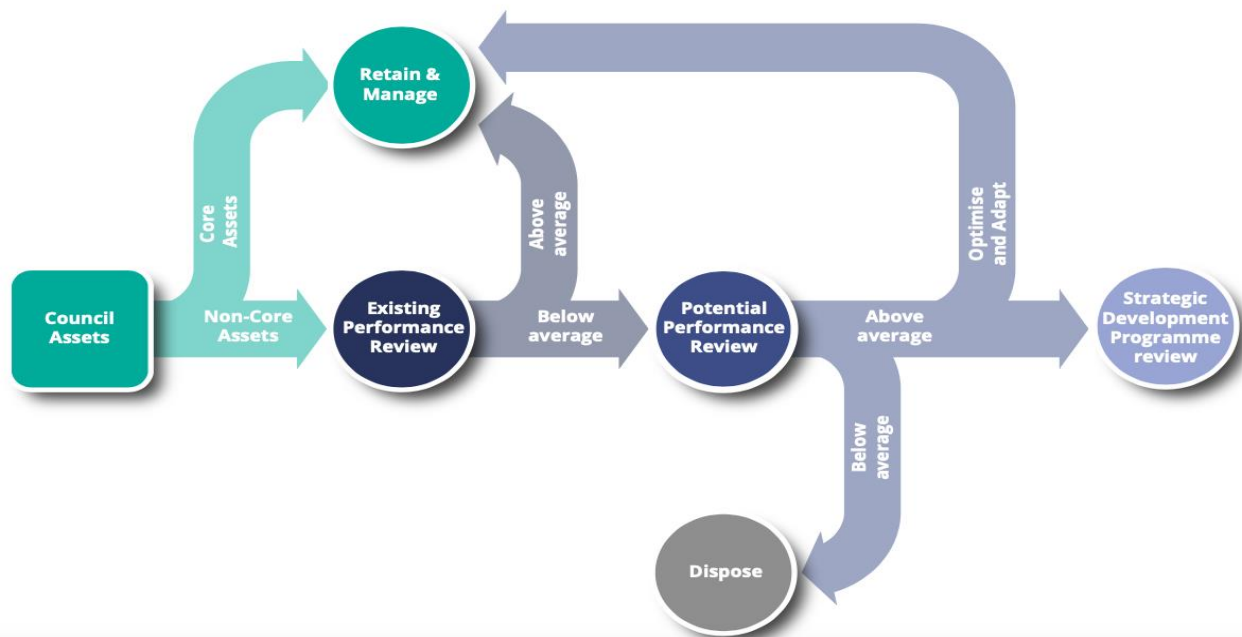 Retain &
Manage
Core
Assets
Above
average
Optimise
and Adapt
Council
Assets
Non-Core
Assets
Existing
Performance
Review
Below
average
Potential
Performance
Review
Above
average
Strategic
Development
Programme
review
Below
average
Dispose